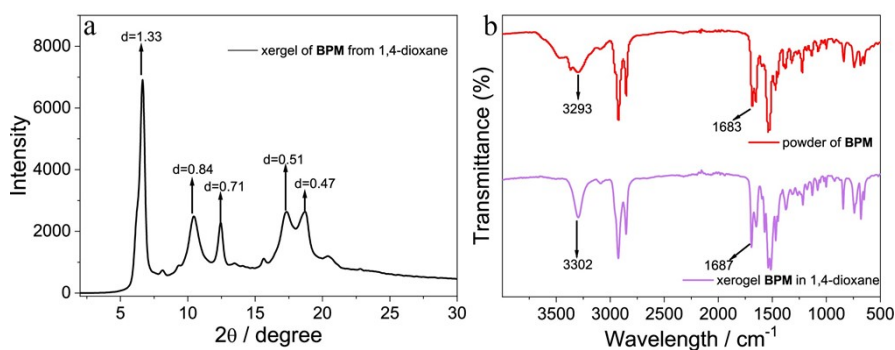 a
d=1.33
xergel of BPM from 1,4-dioxane
d=0.84
d=0.71
d=0.51
d=0.47
8000
6000
4000
2000
0
Intensity
5 10 15 20 25 30
2θ / degree
b
3293
1683
powder of BPM
3302
1687
xerogel BPM in 1,4-dioxane
Transmittance (%)
4000 3500 3000 2500 2000 1500 1000 500
Wavelength / cm⁻¹